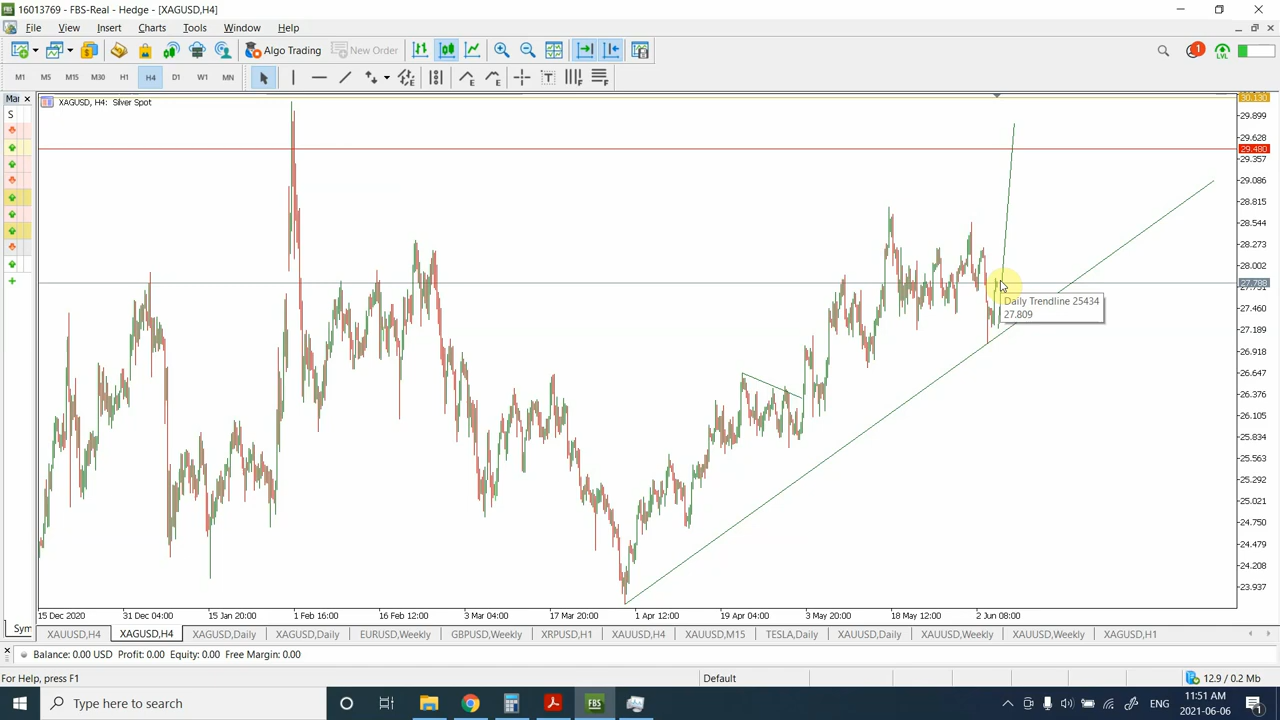 16013769 - FBS-Real - Hedge - [XAGUSD,H4]
File View Insert Charts Tools Window Help
Algo Trading New Order 1 LVL
M1 M5 M15 M30 H1 H4 D1 W1 MN
S
XAGUSD, H4: Silver Spot
30.130
29.899
29.628
29.480
29.357
29.086
28.815
28.544
28.273
28.002
27.731
27.460
27.189
26.918
26.647
26.376
26.105
25.834
25.563
25.292
25.021
24.750
24.479
24.208
23.937
Daily Trendline 25434
27.809
15 Dec 2020 31 Dec 04:00 15 Jan 20:00 1 Feb 16:00 16 Feb 12:00 3 Mar 04:00 17 Mar 20:00 1 Apr 12:00 19 Apr 04:00 3 May 20:00 18 May 12:00 2 Jun 08:00
Sym XAUUSD,H4 XAGUSD,H4 XAGUSD,Daily XAGUSD,Daily EURUSD,Weekly GBPUSD,Weekly XRPUSD,H1 XAUUSD,H4 XAUUSD,M15 TESLA,Daily XAUUSD,Daily XAUUSD,Weekly XAUUSD,Weekly XAGUSD,H1
Balance: 0.00 USD Profit: 0.00 Equity: 0.00 Free Margin: 0.00
For Help, press F1 Default 12.9 / 0.2 Mb
Type here to search FBS ENG 11:51 AM
2021-06-06